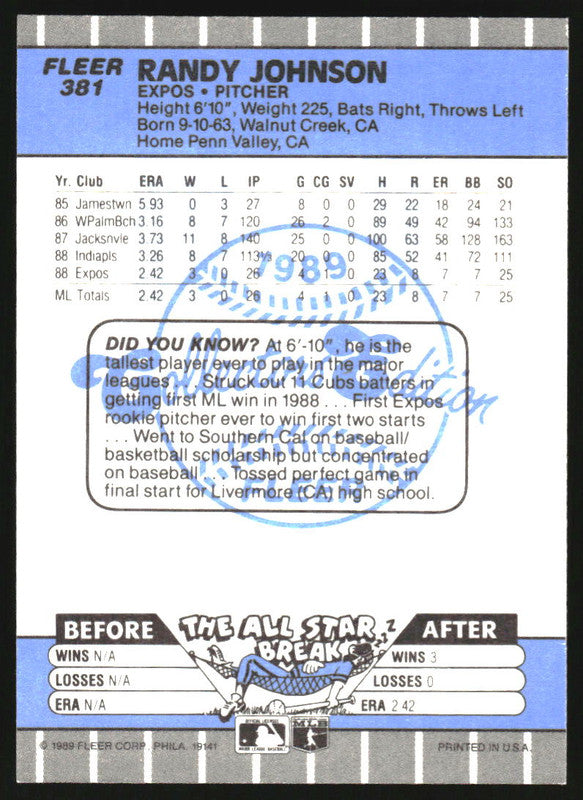 FLEER
381
RANDY JOHNSON
EXPOS • PITCHER
Height 6'10", Weight 225, Bats Right, Throws Left
Born 9-10-63, Walnut Creek, CA
Home Penn Valley, CA
Yr. Club ERA W L IP G CG SV H R ER BB SO
85 Jamestwn 5 93 0 3 27 8 0 0 29 22 18 24 21
86 WPalmBch 3.16 8 7 120 26 2 0 89 49 42 94 133
87 Jacksnvie 3.73 11 8 140 25 0 0 100 63 58 128 163
88 Indiapls 3.26 8 7 113⅓ 20 0 0 85 52 41 72 111
88 Expos 2 42 3 0 26 4 1 0 23 8 7 7 25
ML Totals 2 42 3 0 26 4 1 0 23 8 7 7 25
1989
Collectors Edition
FLEER
DID YOU KNOW? At 6'-10", he is the
tallest player ever to play in the major
leagues . . . Struck out 11 Cubs batters in
getting first ML win in 1988 . . . First Expos
rookie pitcher ever to win first two starts
. . . Went to Southern Cal on baseball/
basketball scholarship but concentrated
on baseball . . . Tossed perfect game in
final start for Livermore (CA) high school.
BEFORE
THE ALL STAR
BREAK
ZZZ
AFTER
WINS N/A
WINS 3
LOSSES N/A
LOSSES 0
ERA N/A
ERA 2 42
© 1989 FLEER CORP., PHILA. 19141
MLB
PRINTED IN U.S.A.